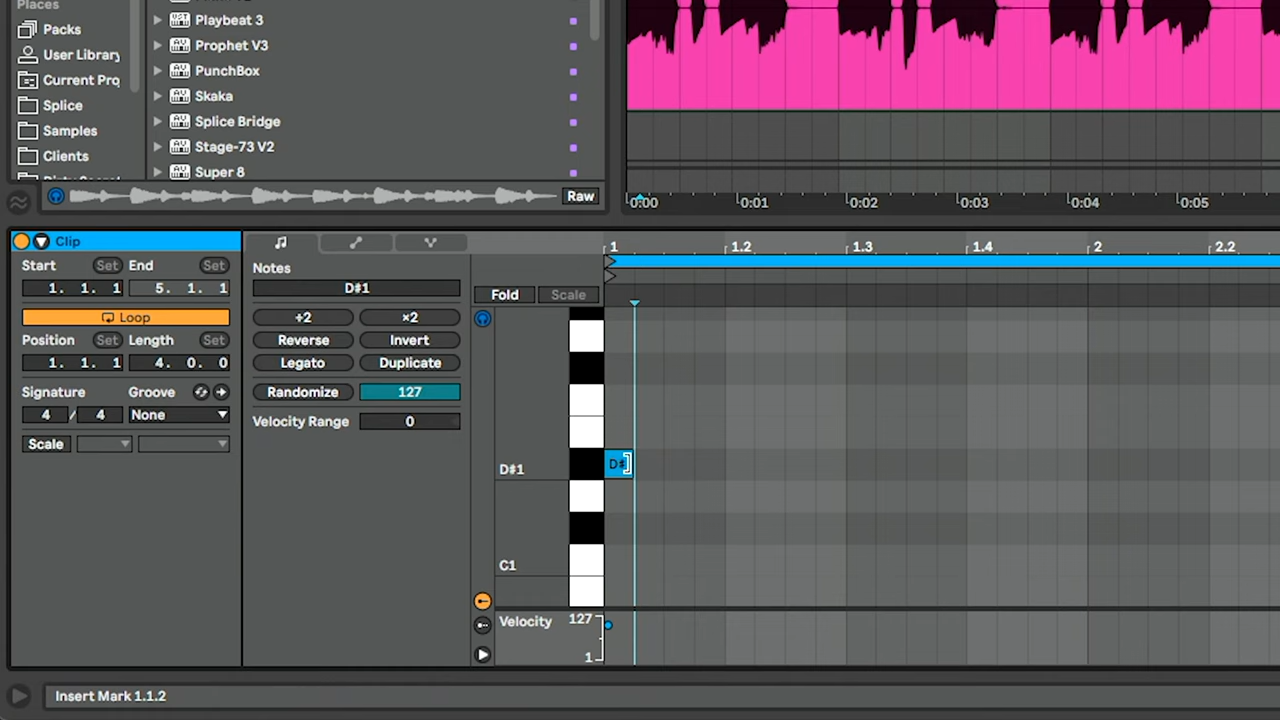 Places
Packs
User Library
Current Pro
Splice
Samples
Clients
Playbeat 3
Prophet V3
PunchBox
Skaka
Splice Bridge
Stage-73 V2
Super 8
Raw
0:00 0:01 0:02 0:03 0:04 0:05
Clip
Start Set End Set
1. 1. 1 5. 1. 1
Loop
Position Set Length Set
1. 1. 1 4. 0. 0
Signature Groove
4 / 4 None
Scale
Notes
D#1
÷2 ×2
Reverse Invert
Legato Duplicate
Randomize 127
Velocity Range 0
1 1.2 1.3 1.4 2 2.2
Fold Scale
D#1 D#
C1
Velocity 127
1
Insert Mark 1.1.2